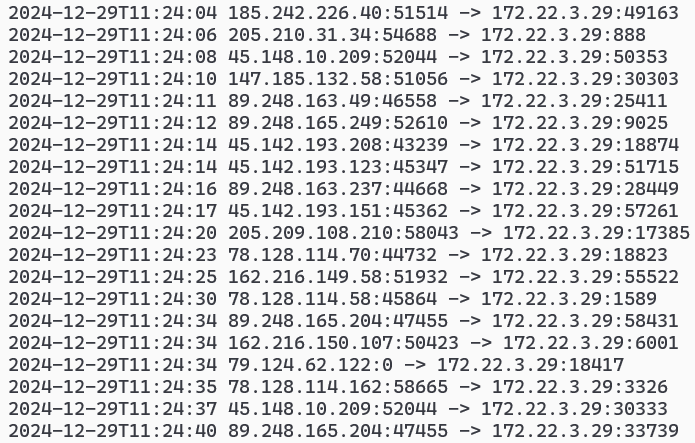 2024-12-29T11:24:04 185.242.226.40:51514 -> 172.22.3.29:49163
2024-12-29T11:24:06 205.210.31.34:54688 -> 172.22.3.29:888
2024-12-29T11:24:08 45.148.10.209:52044 -> 172.22.3.29:50353
2024-12-29T11:24:10 147.185.132.58:51056 -> 172.22.3.29:30303
2024-12-29T11:24:11 89.248.163.49:46558 -> 172.22.3.29:25411
2024-12-29T11:24:12 89.248.165.249:52610 -> 172.22.3.29:9025
2024-12-29T11:24:14 45.142.193.208:43239 -> 172.22.3.29:18874
2024-12-29T11:24:14 45.142.193.123:45347 -> 172.22.3.29:51715
2024-12-29T11:24:16 89.248.163.237:44668 -> 172.22.3.29:28449
2024-12-29T11:24:17 45.142.193.151:45362 -> 172.22.3.29:57261
2024-12-29T11:24:20 205.209.108.210:58043 -> 172.22.3.29:17385
2024-12-29T11:24:23 78.128.114.70:44732 -> 172.22.3.29:18823
2024-12-29T11:24:25 162.216.149.58:51932 -> 172.22.3.29:55522
2024-12-29T11:24:30 78.128.114.58:45864 -> 172.22.3.29:1589
2024-12-29T11:24:34 89.248.165.204:47455 -> 172.22.3.29:58431
2024-12-29T11:24:34 162.216.150.107:50423 -> 172.22.3.29:6001
2024-12-29T11:24:34 79.124.62.122:0 -> 172.22.3.29:18417
2024-12-29T11:24:35 78.128.114.162:58665 -> 172.22.3.29:3326
2024-12-29T11:24:37 45.148.10.209:52044 -> 172.22.3.29:30333
2024-12-29T11:24:40 89.248.165.204:47455 -> 172.22.3.29:33739